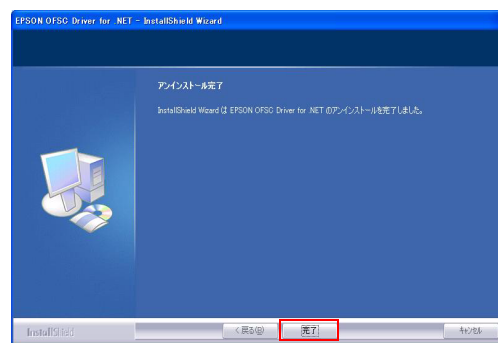 EPSON OFSC Driver for .NET - InstallShield Wizard
アンインストール完了
InstallShield Wizard は EPSON OFSC Driver for .NET のアンインストールを完了しました。
InstallShield
< 戻る(B)
完了
キャンセル